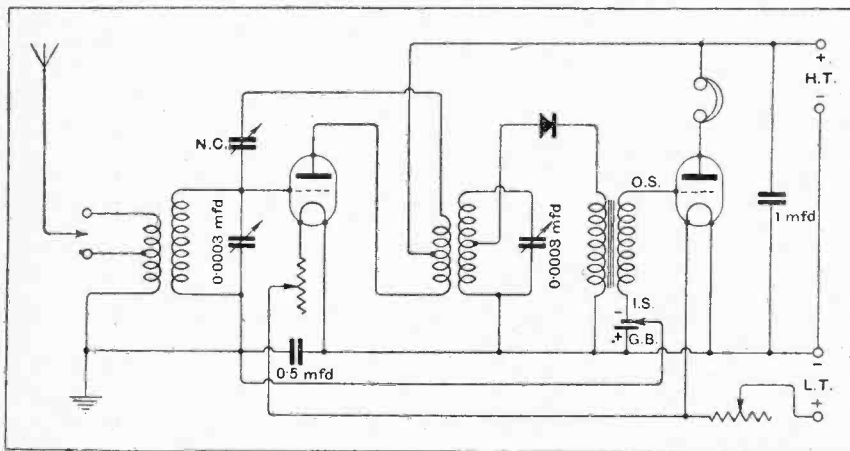 +
H.T.
-
N.C.
0·0003 mfd
O.S.
0·0003 mfd
1 mfd
I.S.
-
+ G.B.
0·5 mfd
-
L.T.
+